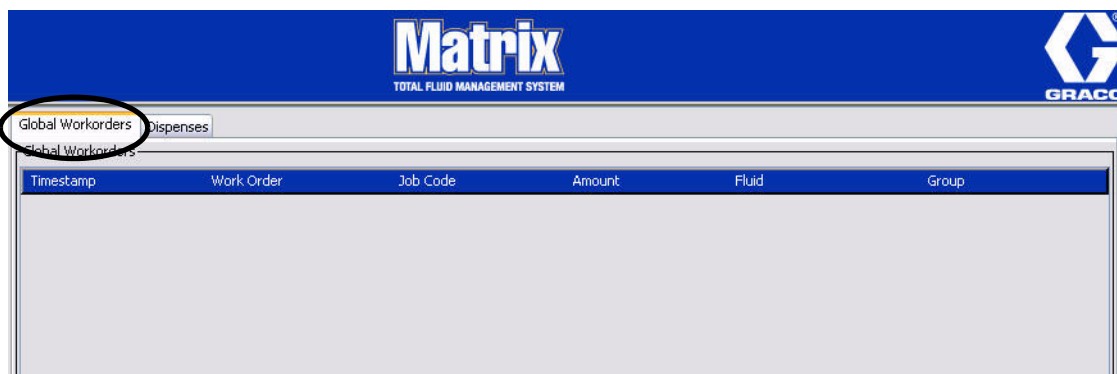 Matrix
TOTAL FLUID MANAGEMENT SYSTEM
GRACO
Global Workorders Dispenses
Global Workorders
Timestamp Work Order Job Code Amount Fluid Group